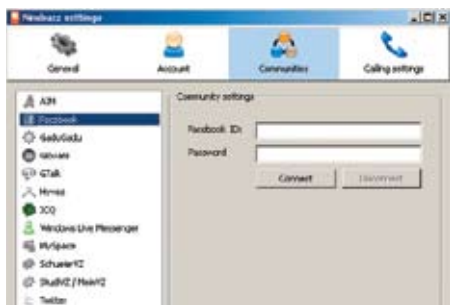 Nimbuzz settings
General
Account
Communities
Calling settings
AIM
Facebook
GaduGadu
GTalk
Hyves
ICQ
Windows Live Messenger
MySpace
SchuelerVZ
StudiVZ / MeinVZ
Twitter
Community settings
Facebook ID:
Password
Connect
Disconnect